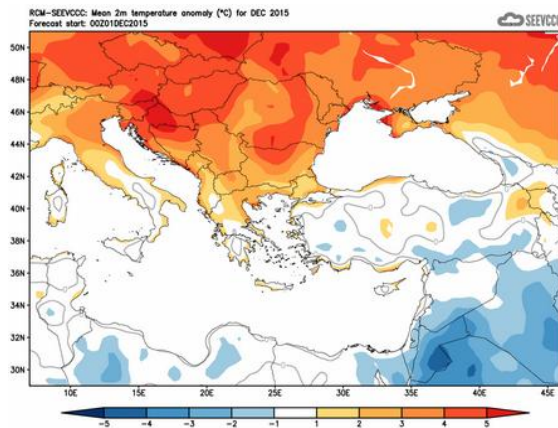 RCM-SEEVCCC: Mean 2m temperature anomaly (°C) for DEC 2015
Forecast start: 00Z01DEC2015
SEEVCCC
50N
48N
46N
44N
42N
40N
38N
36N
34N
32N
30N
10E 15E 20E 25E 30E 35E 40E 45E
-5 -4 -3 -2 -1 1 2 3 4 5